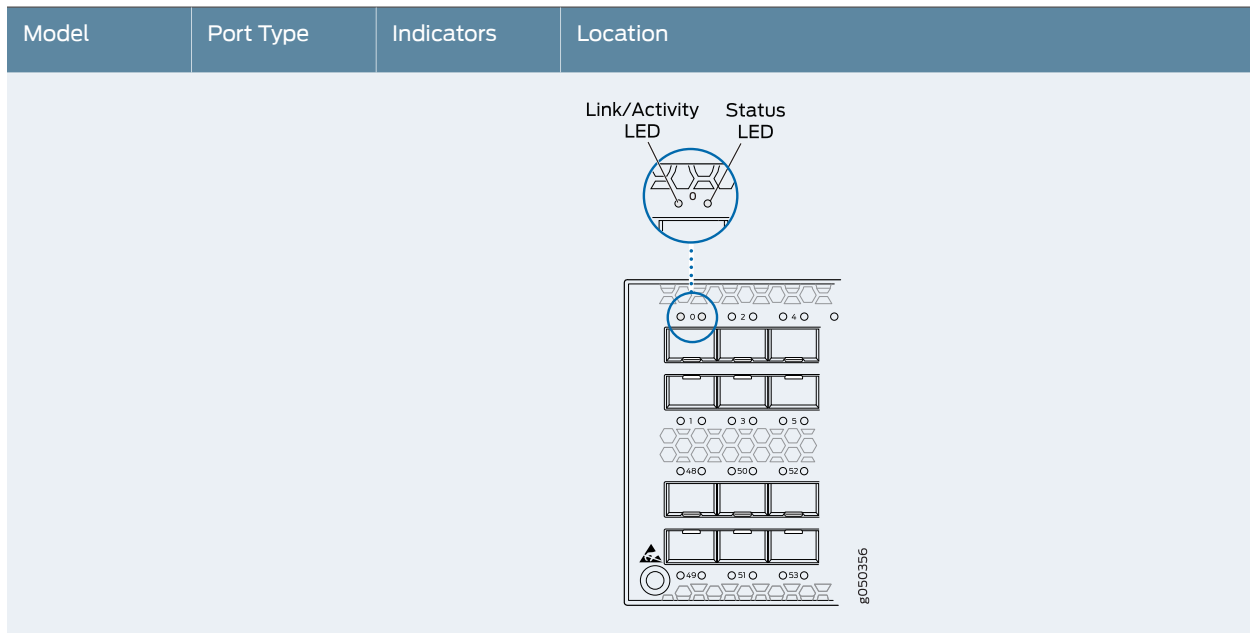 Model Port Type Indicators Location
Link/Activity LED
Status LED
0
0 2 4
1 3 5
48 50 52
49 51 53
g050356